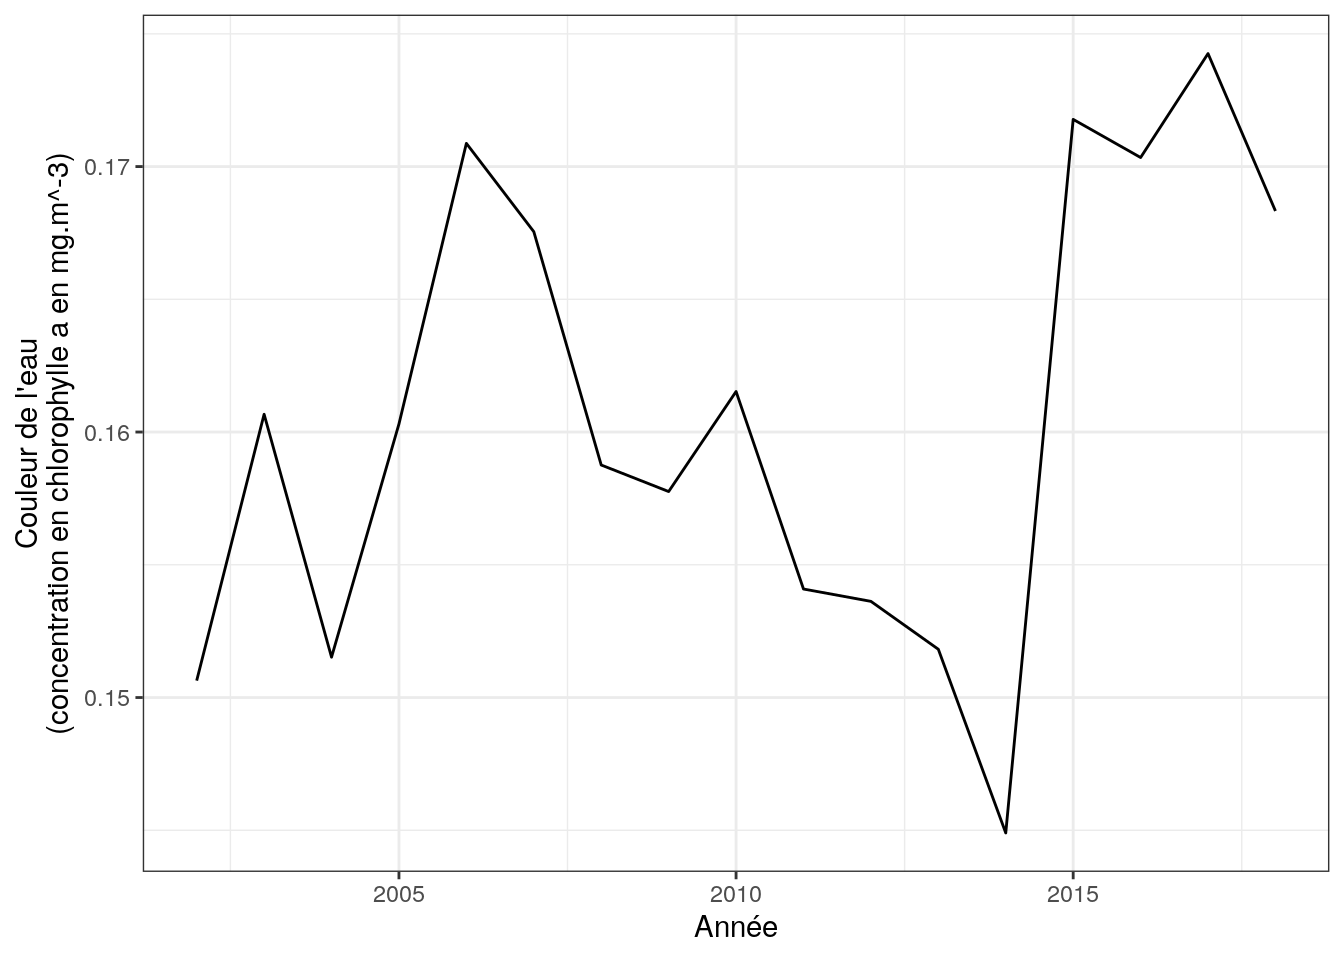 Couleur de l'eau
(concentration en chlorophylle a en mg.m^-3)
0.17
0.16
0.15
2005
2010
2015
Année